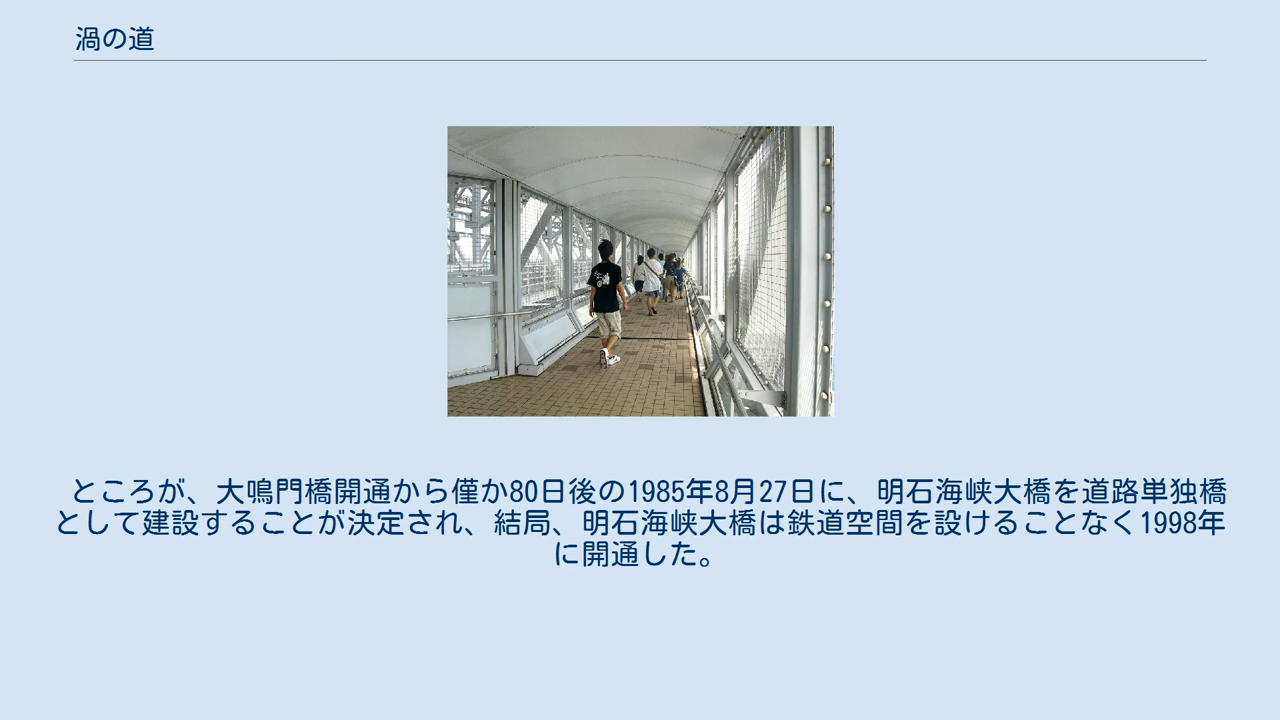 渦の道
ところが、大鳴門橋開通から僅か80日後の1985年8月27日に、明石海峡大橋を道路単独橋
として建設することが決定され、結局、明石海峡大橋は鉄道空間を設けることなく1998年
に開通した。